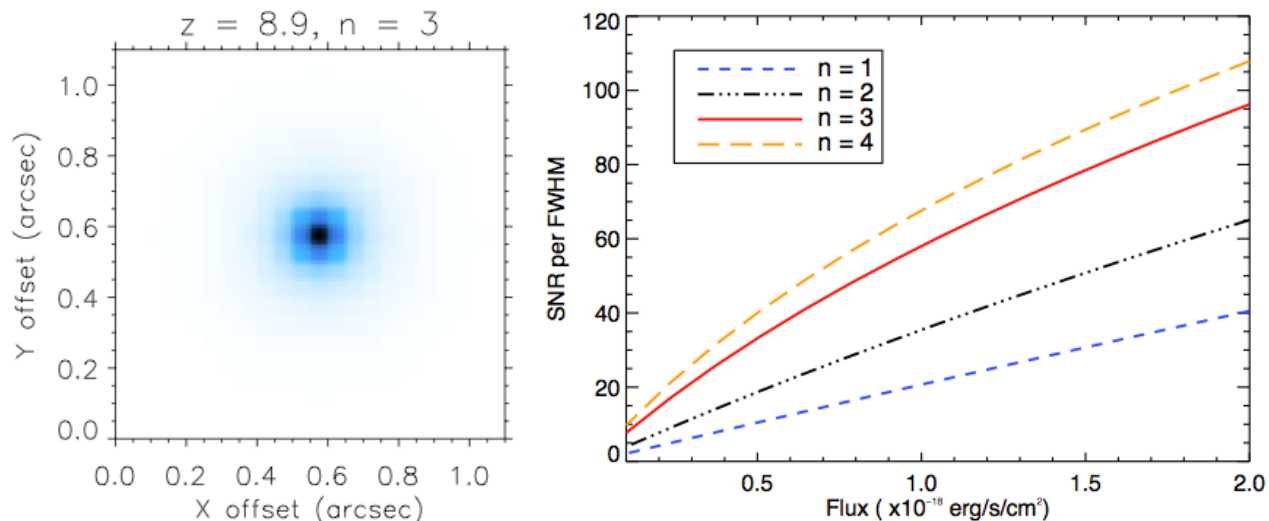 z = 8.9, n = 3
Y offset (arcsec)
1.0
0.8
0.6
0.4
0.2
0.0
0.0 0.2 0.4 0.6 0.8 1.0
X offset (arcsec)
SNR per FWHM
120
100
80
60
40
20
0
n = 1
n = 2
n = 3
n = 4
0.5 1.0 1.5 2.0
Flux ( x10⁻¹⁸ erg/s/cm²)